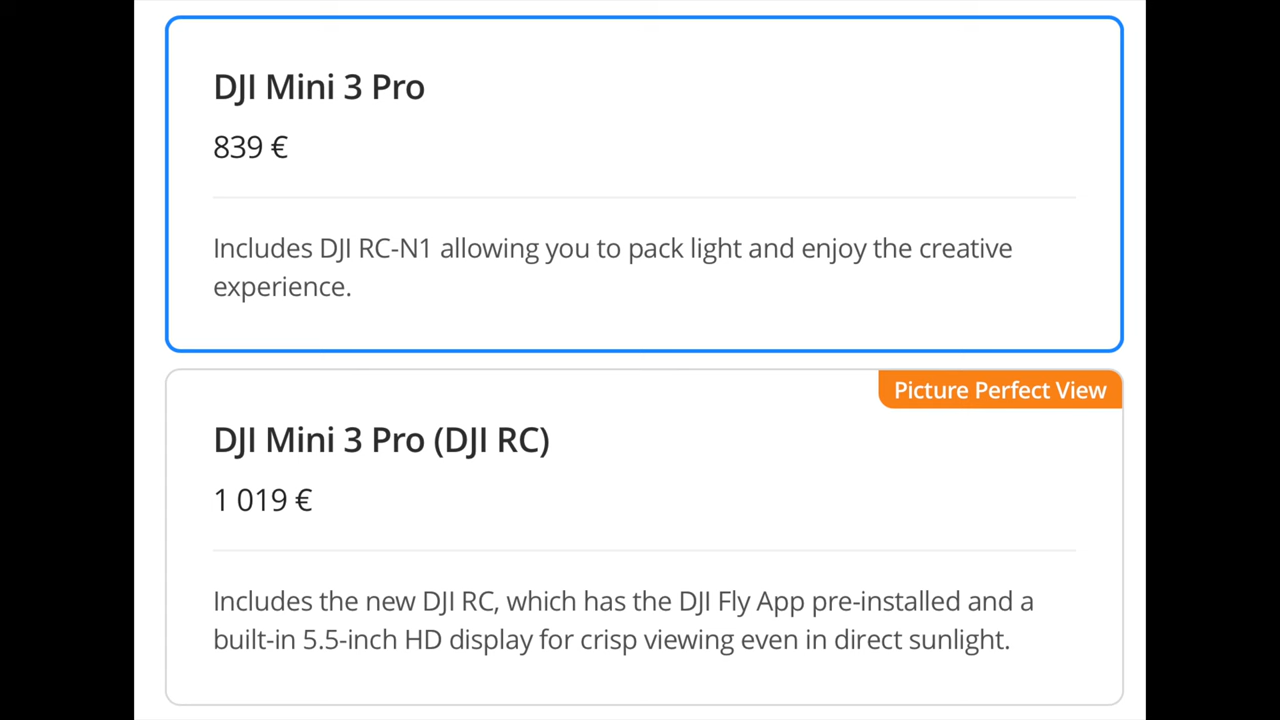 DJI Mini 3 Pro
839 €
Includes DJI RC-N1 allowing you to pack light and enjoy the creative
experience.
Picture Perfect View
DJI Mini 3 Pro (DJI RC)
1 019 €
Includes the new DJI RC, which has the DJI Fly App pre-installed and a
built-in 5.5-inch HD display for crisp viewing even in direct sunlight.